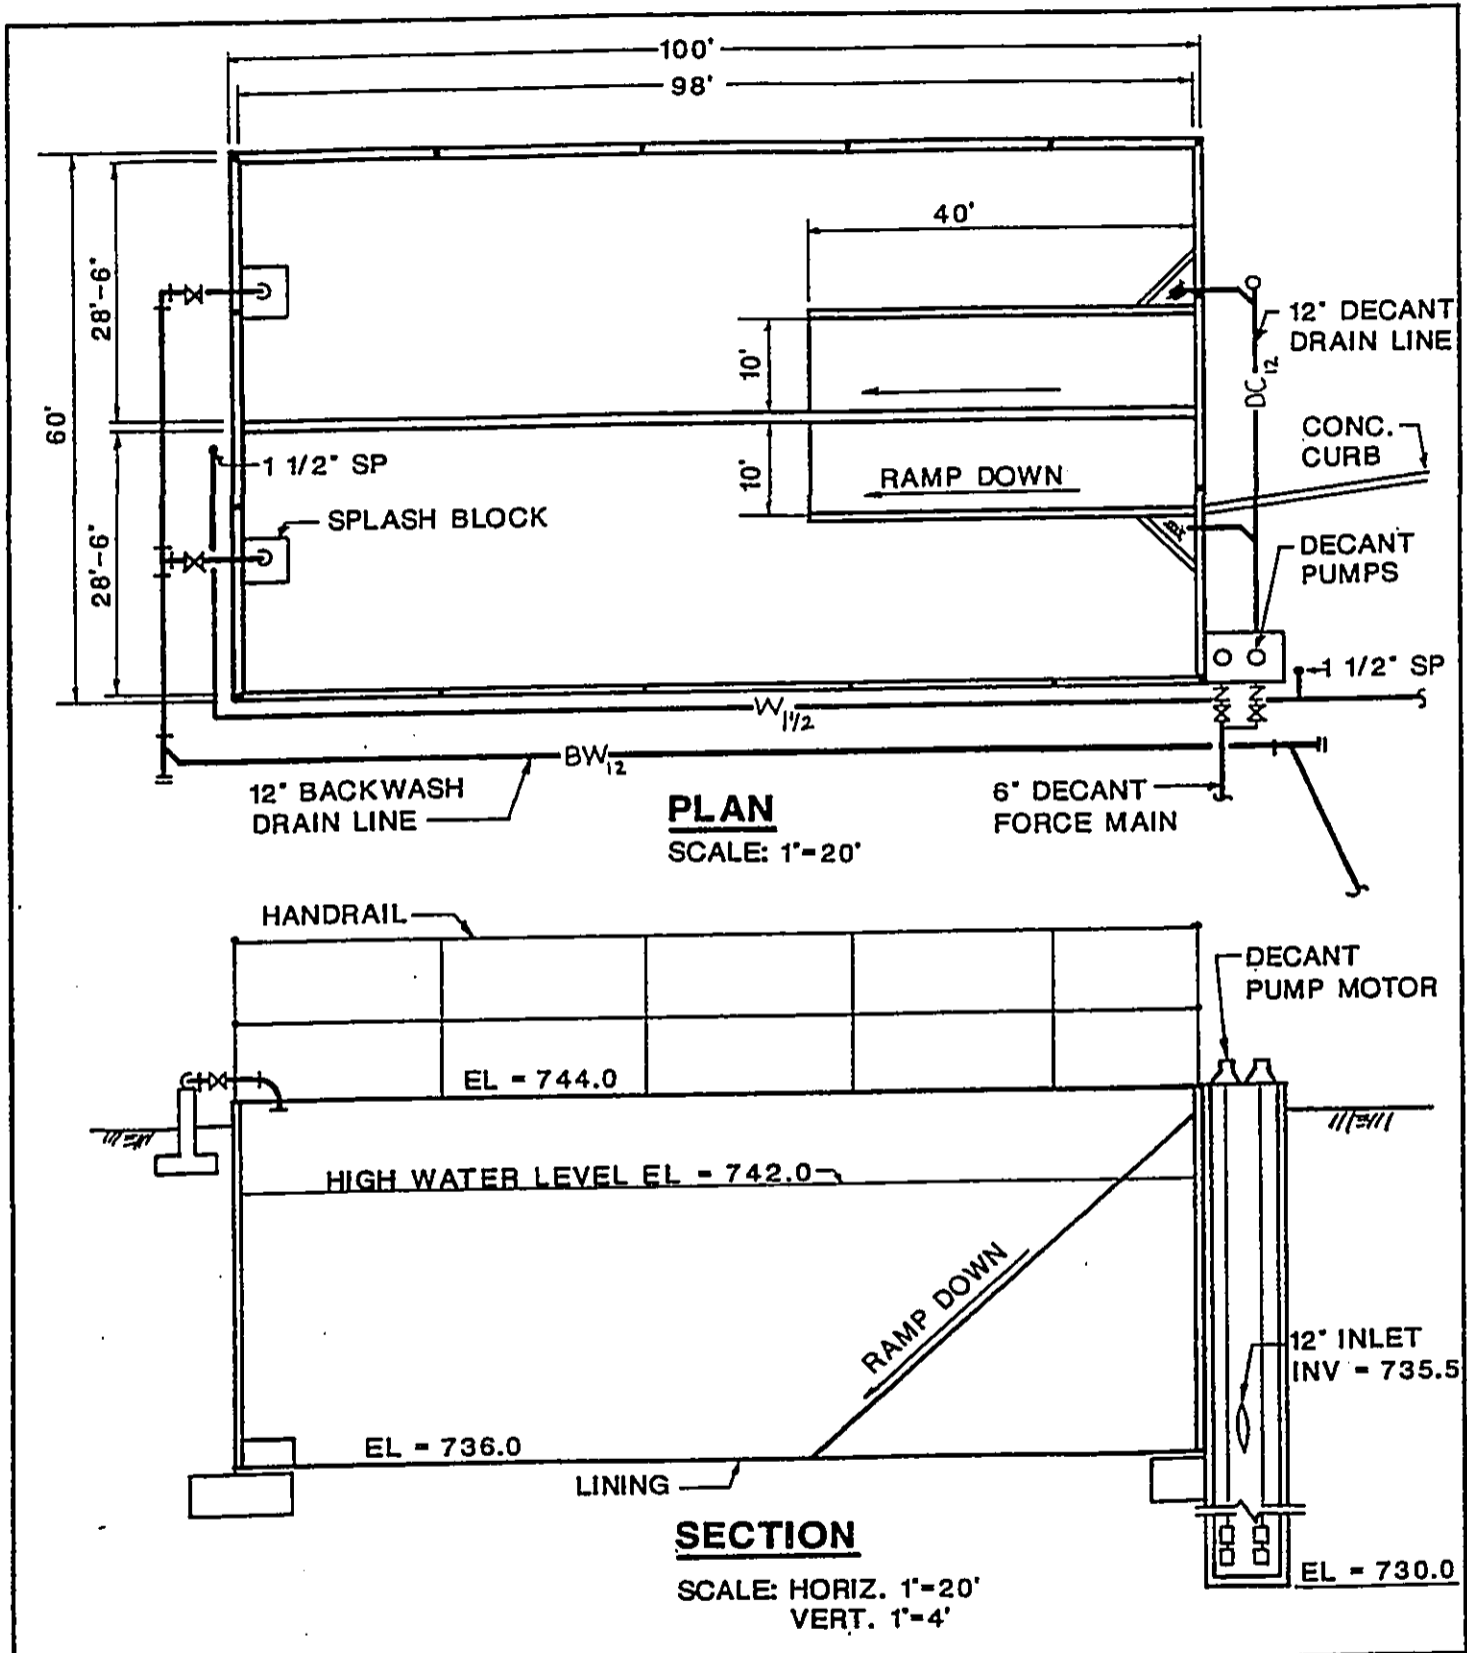 100'
98'
40'
28'-6"
60'
10'
12" DECANT
DRAIN LINE
DC12
CONC.
CURB
10'
RAMP DOWN
1 1/2" SP
SPLASH BLOCK
28'-6"
DECANT
PUMPS
1 1/2" SP
W1 1/2
BW12
12" BACKWASH
DRAIN LINE
PLAN
SCALE: 1"=20'
6" DECANT
FORCE MAIN
HANDRAIL
DECANT
PUMP MOTOR
EL = 744.0
HIGH WATER LEVEL EL = 742.0
RAMP DOWN
12" INLET
INV = 735.5
EL = 736.0
LINING
SECTION
SCALE: HORIZ. 1"=20'
VERT. 1"=4'
EL = 730.0